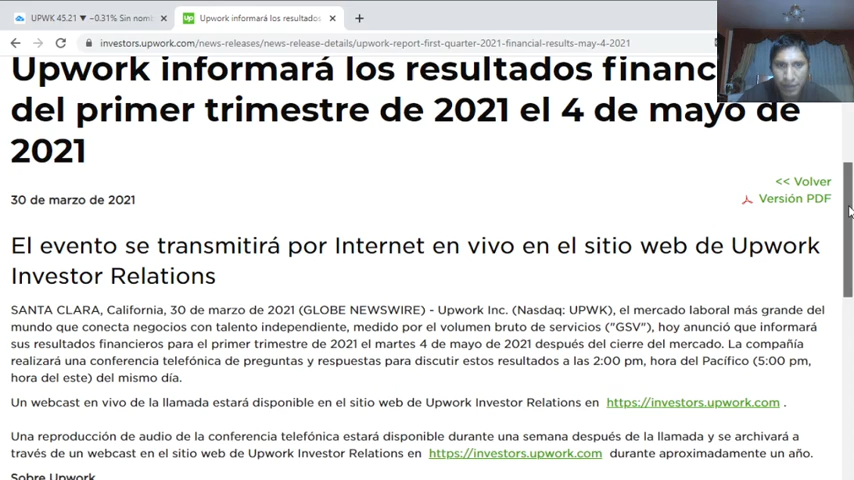 UPWK 45.21 ▼ −0.31% Sin nomb
Upwork informará los resultados
investors.upwork.com/news-releases/news-release-details/upwork-report-first-quarter-2021-financial-results-may-4-2021
Upwork informará los resultados
del primer trimestre de 2021 el 4 de mayo de
2021
<< Volver
30 de marzo de 2021
Versión PDF
El evento se transmitirá por Internet en vivo en el sitio web de Upwork
Investor Relations
SANTA CLARA, California, 30 de marzo de 2021 (GLOBE NEWSWIRE) - Upwork Inc. (Nasdaq: UPWK), el mercado laboral más grande del
mundo que conecta negocios con talento independiente, medido por el volumen bruto de servicios ("GSV"), hoy anunció que informará
sus resultados financieros para el primer trimestre de 2021 el martes 4 de mayo de 2021 después del cierre del mercado. La compañía
realizará una conferencia telefónica de preguntas y respuestas para discutir estos resultados a las 2:00 pm, hora del Pacífico (5:00 pm,
hora del este) del mismo día.
Un webcast en vivo de la llamada estará disponible en el sitio web de Upwork Investor Relations en https://investors.upwork.com .
Una reproducción de audio de la conferencia telefónica estará disponible durante una semana después de la llamada y se archivará a
través de un webcast en el sitio web de Upwork Investor Relations en https://investors.upwork.com durante aproximadamente un año.
Sobre Upwork